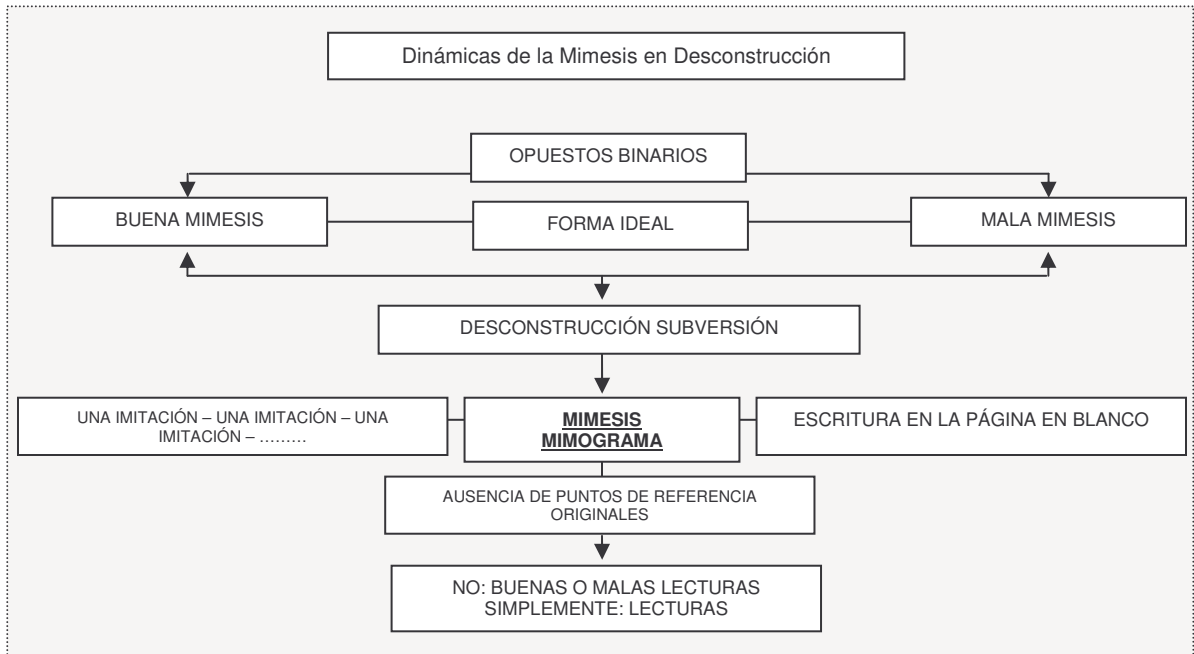 Dinámicas de la Mimesis en Desconstrucción
OPUESTOS BINARIOS
BUENA MIMESIS
FORMA IDEAL
MALA MIMESIS
DESCONSTRUCCIÓN SUBVERSIÓN
UNA IMITACIÓN – UNA IMITACIÓN – UNA
IMITACIÓN – ………
MIMESIS
MIMOGRAMA
ESCRITURA EN LA PÁGINA EN BLANCO
AUSENCIA DE PUNTOS DE REFERENCIA
ORIGINALES
NO: BUENAS O MALAS LECTURAS
SIMPLEMENTE: LECTURAS